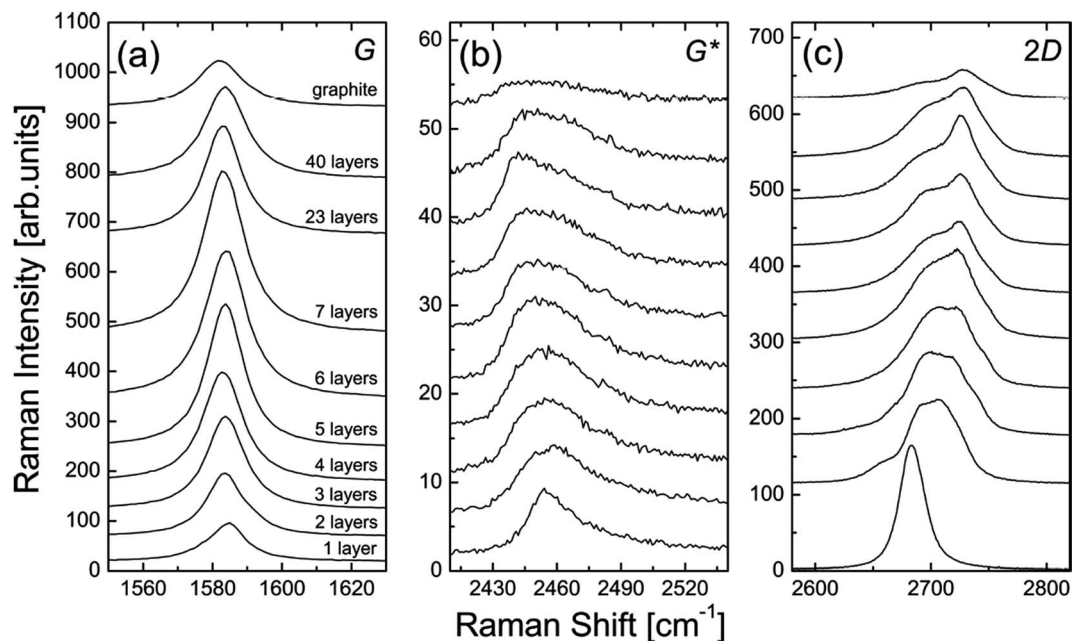 Raman Intensity [arb.units]
1100
1000
900
800
700
600
500
400
300
200
100
0
(a)
G
graphite
40 layers
23 layers
7 layers
6 layers
5 layers
4 layers
3 layers
2 layers
1 layer
1560 1580 1600 1620
60
50
40
30
20
10
0
(b)
G*
2430 2460 2490 2520
700
600
500
400
300
200
100
0
(c)
2D
2600 2700 2800
Raman Shift [cm-1]